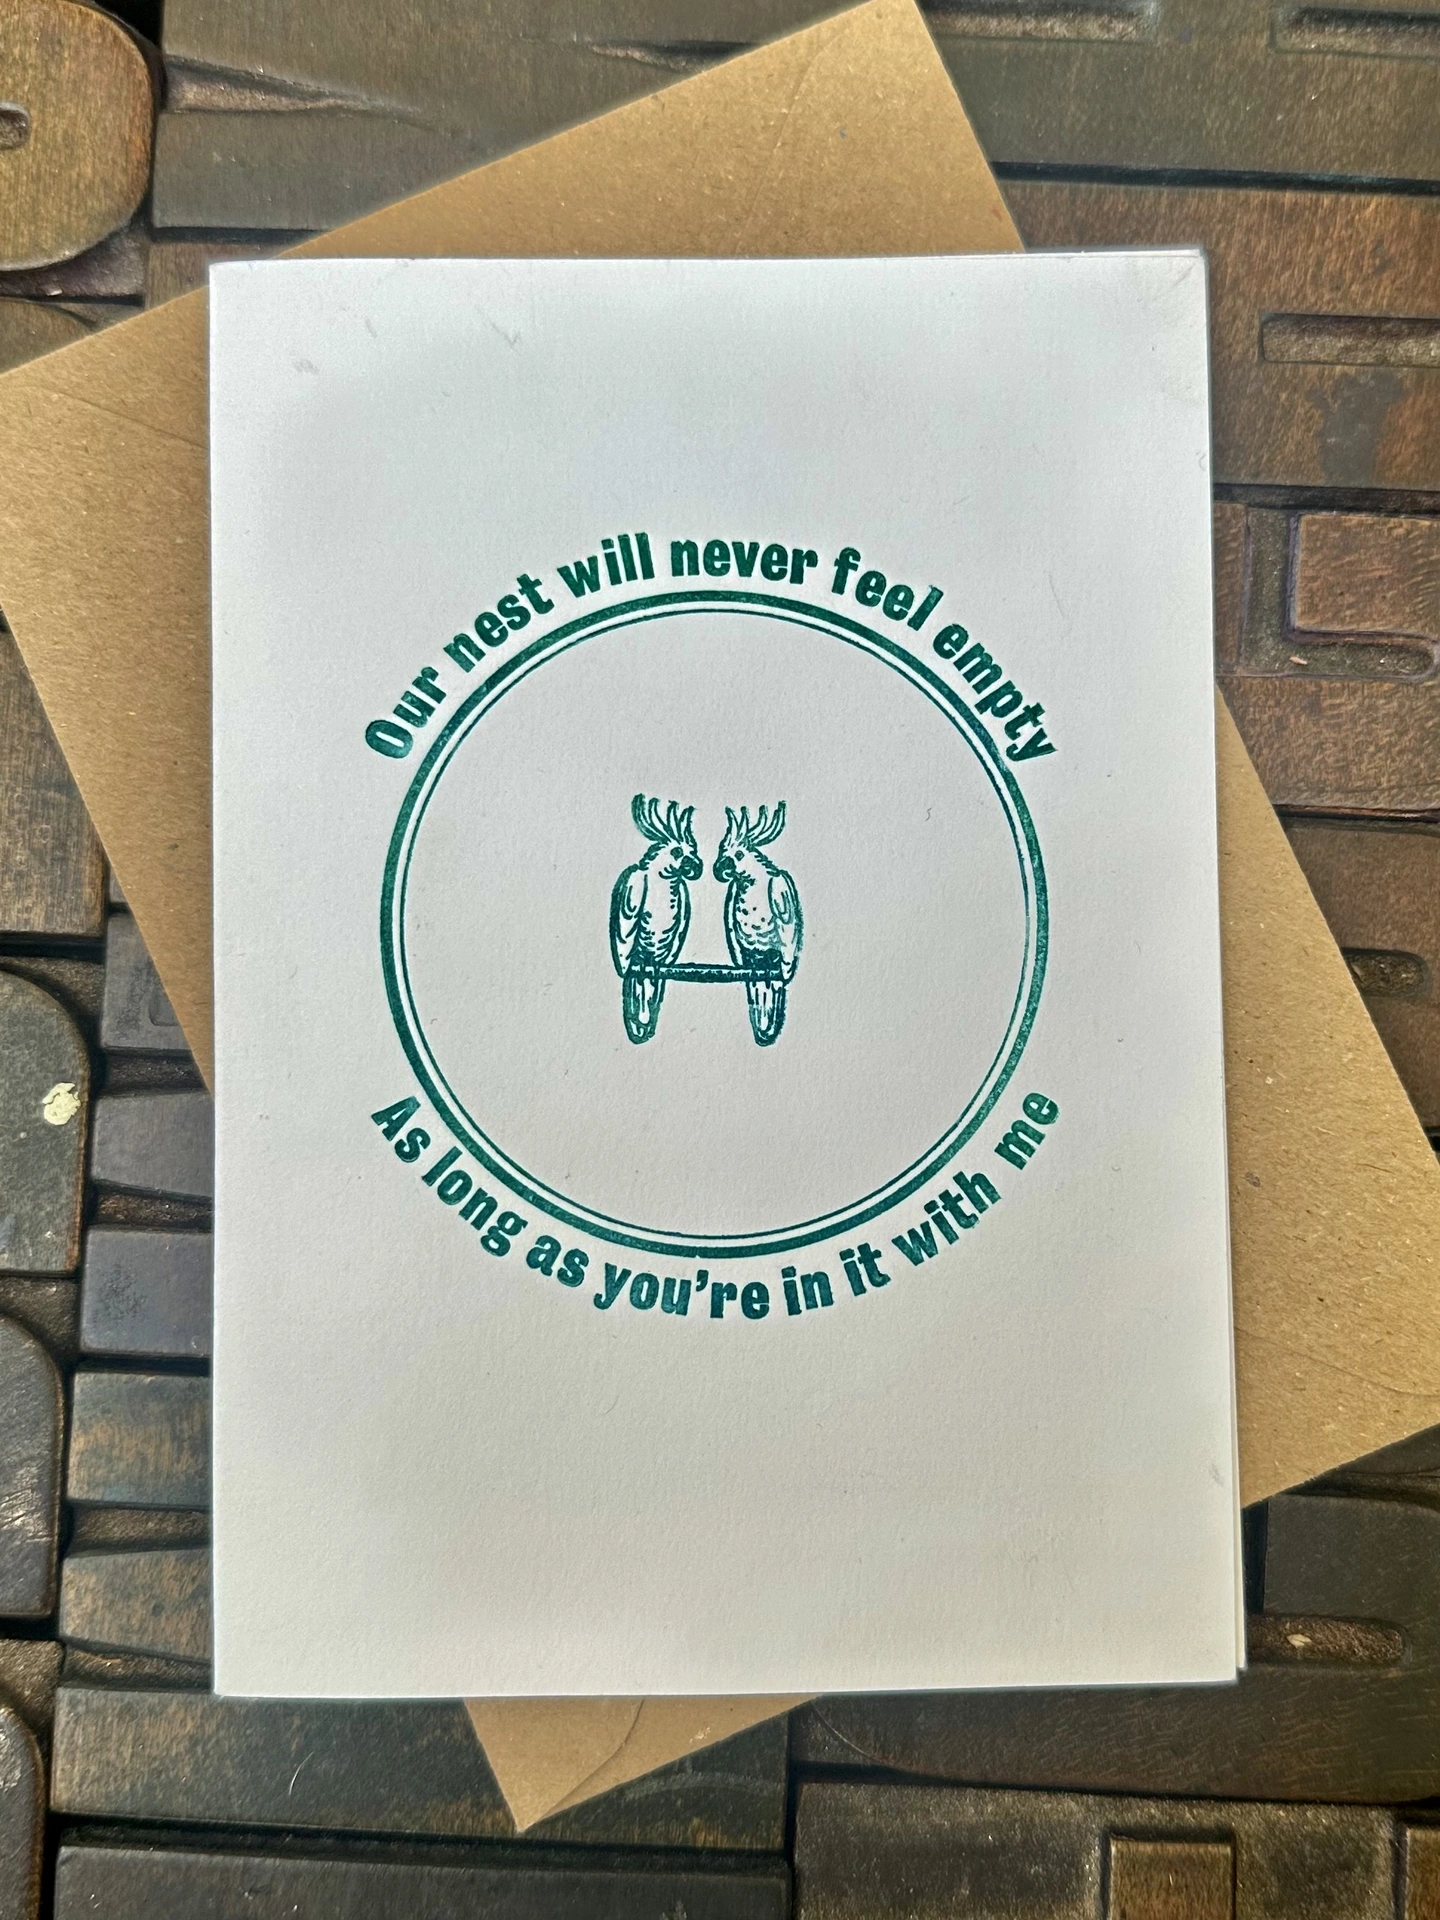 Our nest will never feel empty
As long as you're in it with me